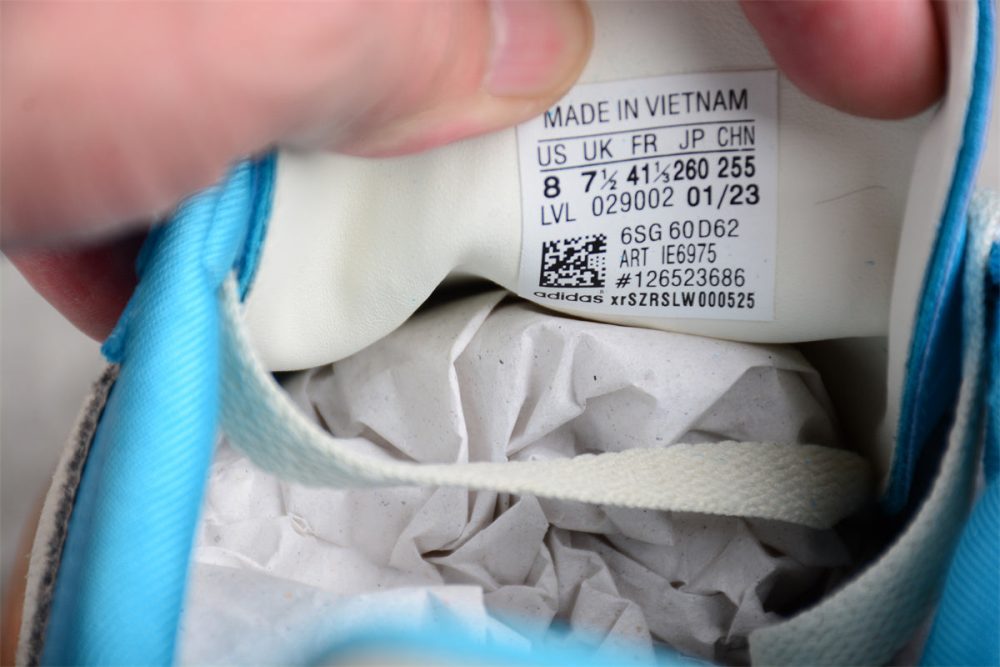 MADE IN VIETNAM
US UK FR JP CHN
8 7½ 41⅓ 260 255
LVL 029002 01/23
6SG 60D62
ART IE6975
#126523686
adidas® xrSZRSLW000525